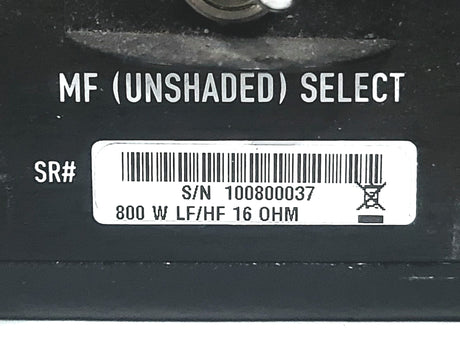 MF (UNSHADED) SELECT
SR#
S/N 100800037
800 W LF/HF 16 OHM